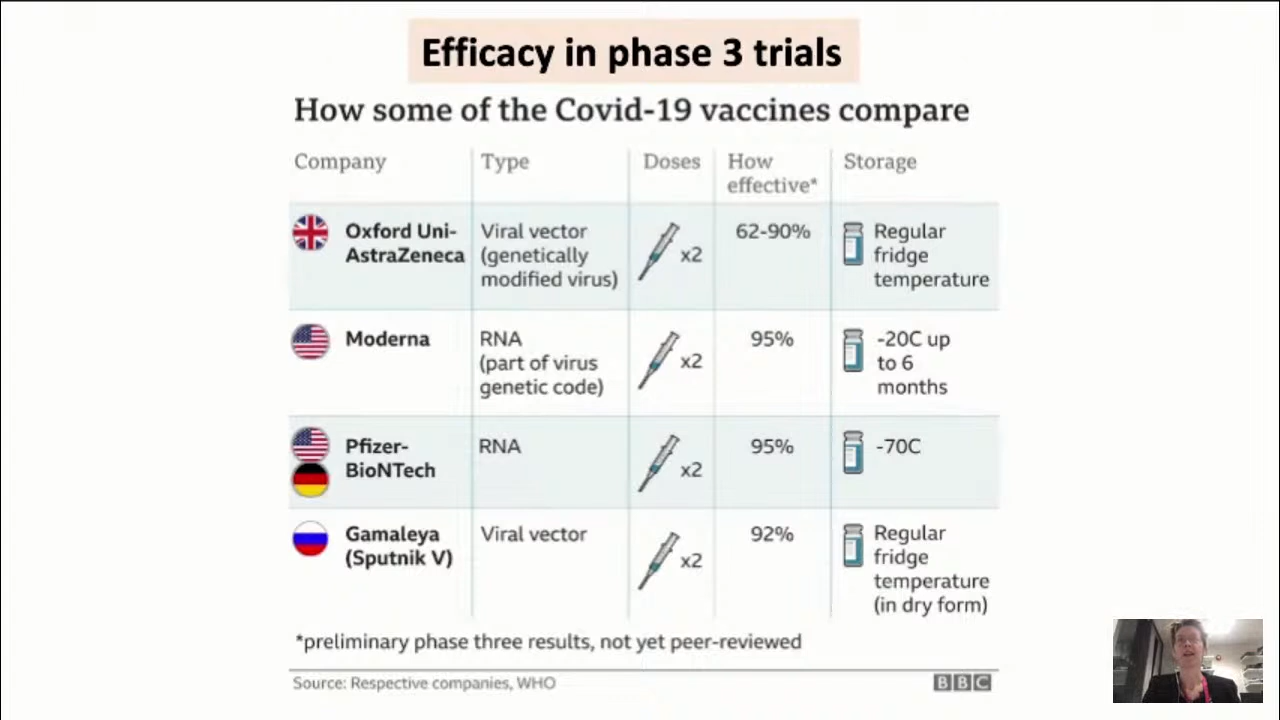 Efficacy in phase 3 trials
How some of the Covid-19 vaccines compare
Company Type Doses How effective* Storage
Oxford Uni-
AstraZeneca
Viral vector
(genetically
modified virus)
x2
62-90%
Regular
fridge
temperature
Moderna
RNA
(part of virus
genetic code)
x2
95%
-20C up
to 6
months
Pfizer-
BioNTech
RNA
x2
95%
-70C
Gamaleya
(Sputnik V)
Viral vector
x2
92%
Regular
fridge
temperature
(in dry form)
*preliminary phase three results, not yet peer-reviewed
Source: Respective companies, WHO
BBC